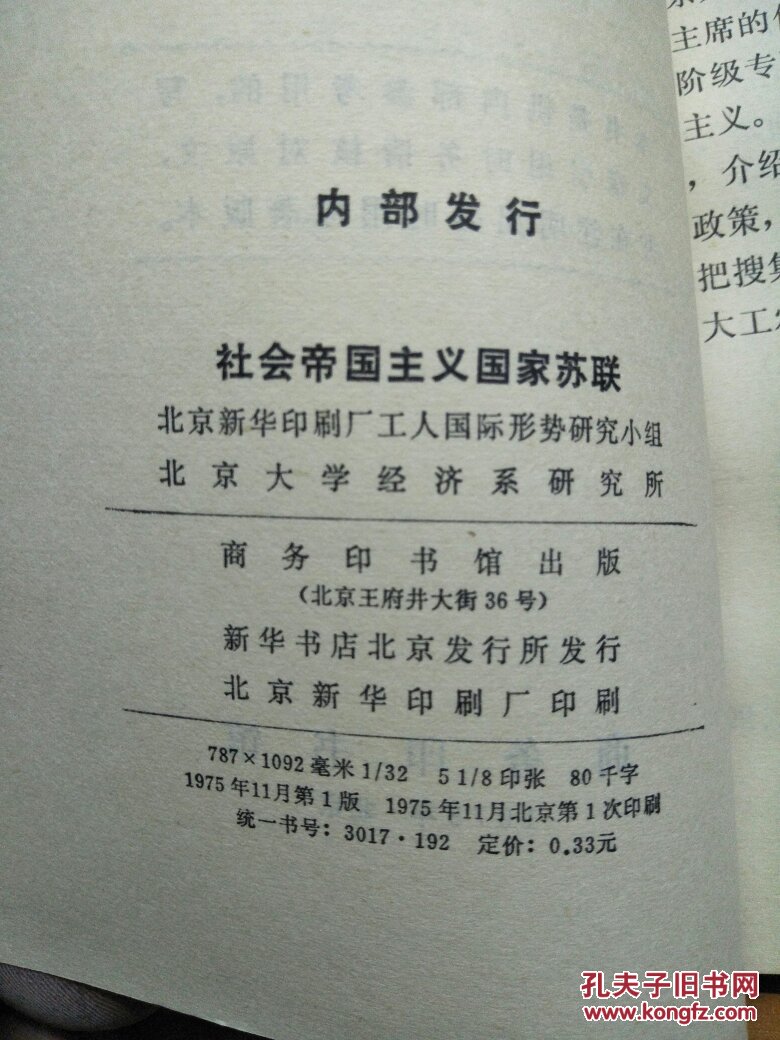 内部发行
社会帝国主义国家苏联
北京新华印刷厂工人国际形势研究小组
北京大学经济系研究所
商务印书馆出版
(北京王府井大街36号)
新华书店北京发行所发行
北京新华印刷厂印刷
787×1092毫米1/32 5 1/8印张 80千字
1975年11月第1版 1975年11月北京第1次印刷
统一书号：3017·192 定价：0.33元
主席的
阶级专
主义。
，介绍
政策，
把搜集
大工
孔夫子旧书网
www.kongfz.com